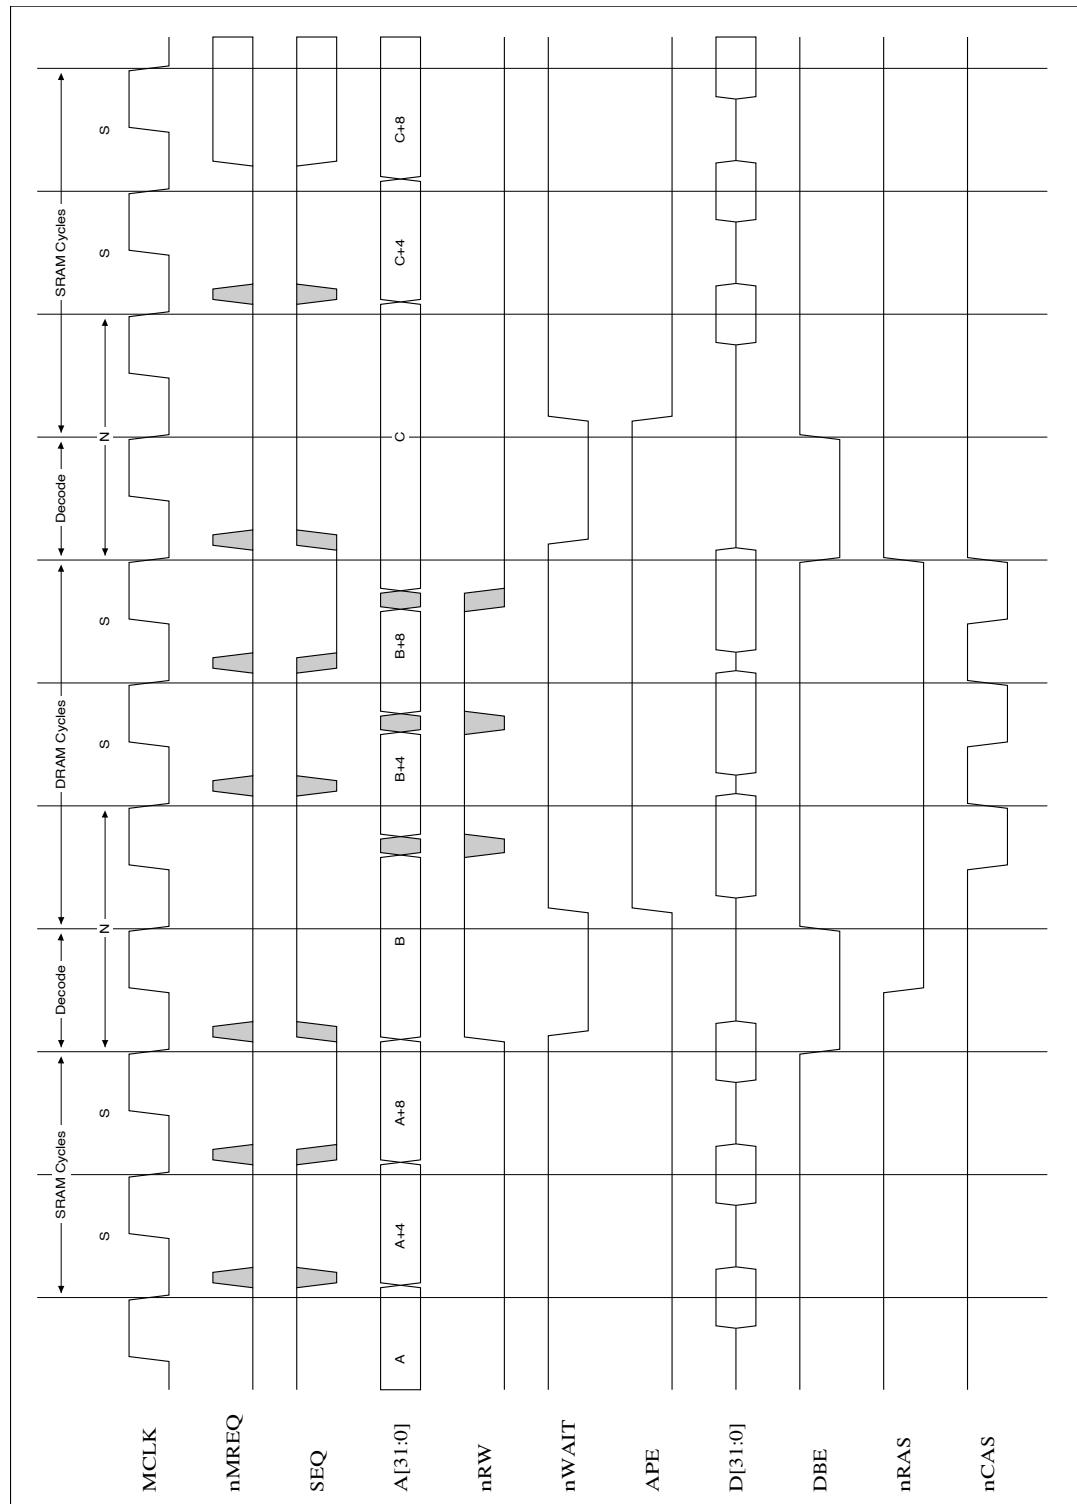 SRAM Cycles
Decode
DRAM Cycles
Decode
SRAM Cycles
S
S
N
S
S
N
S
S
MCLK
nMREQ
SEQ
A[31:0]
A
A+4
A+8
B
B+4
B+8
C
C+4
C+8
nRW
nWAIT
APE
D[31:0]
DBE
nRAS
nCAS